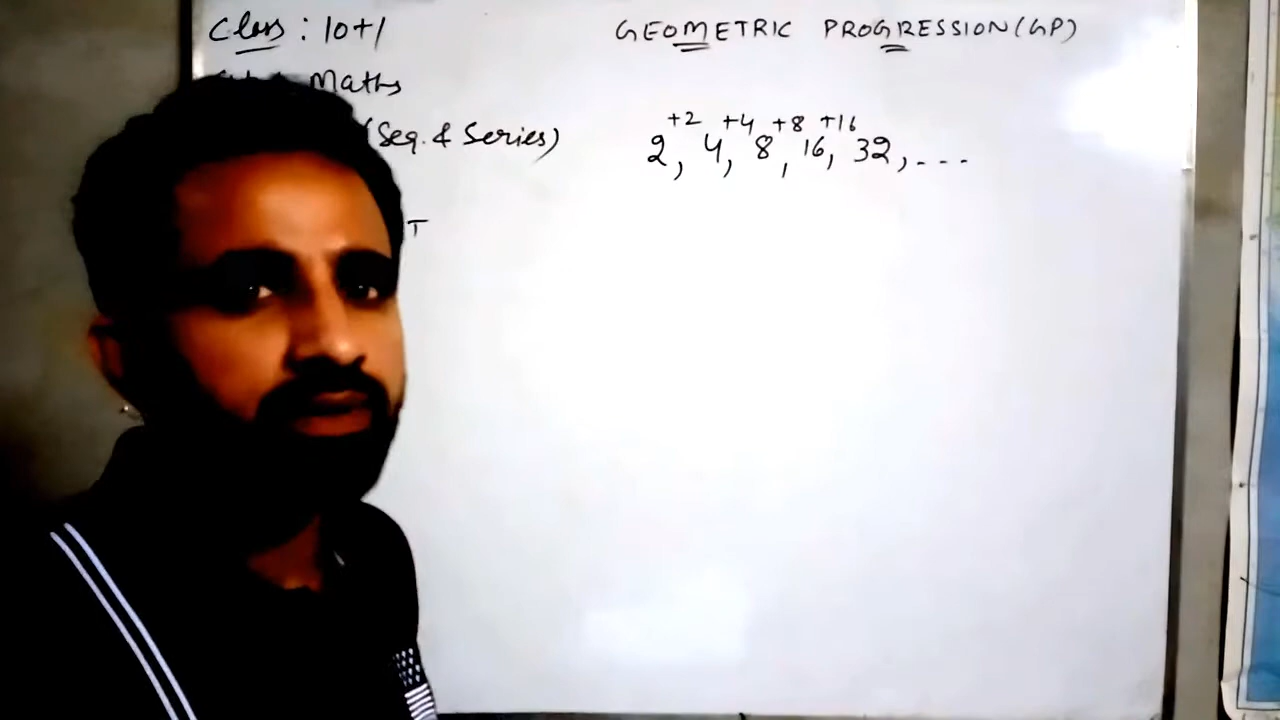 Class : 10+1
Maths
(Seq. & Series)
T
GEOMETRIC PROGRESSION (GP)
+2 +4 +8 +16
2, 4, 8, 16, 32, ...